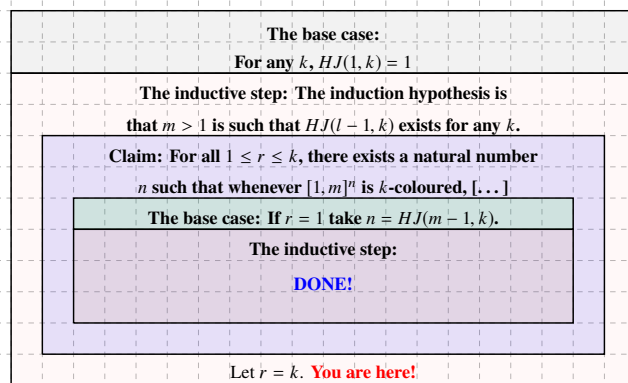 The base case:
For any k, HJ(1, k) = 1
The inductive step: The induction hypothesis is
that m > 1 is such that HJ(l − 1, k) exists for any k.
Claim: For all 1 ≤ r ≤ k, there exists a natural number
n such that whenever [1, m]ⁿ is k-coloured, [. . . ]
The base case: If r = 1 take n = HJ(m − 1, k).
The inductive step:
DONE!
Let r = k. You are here!